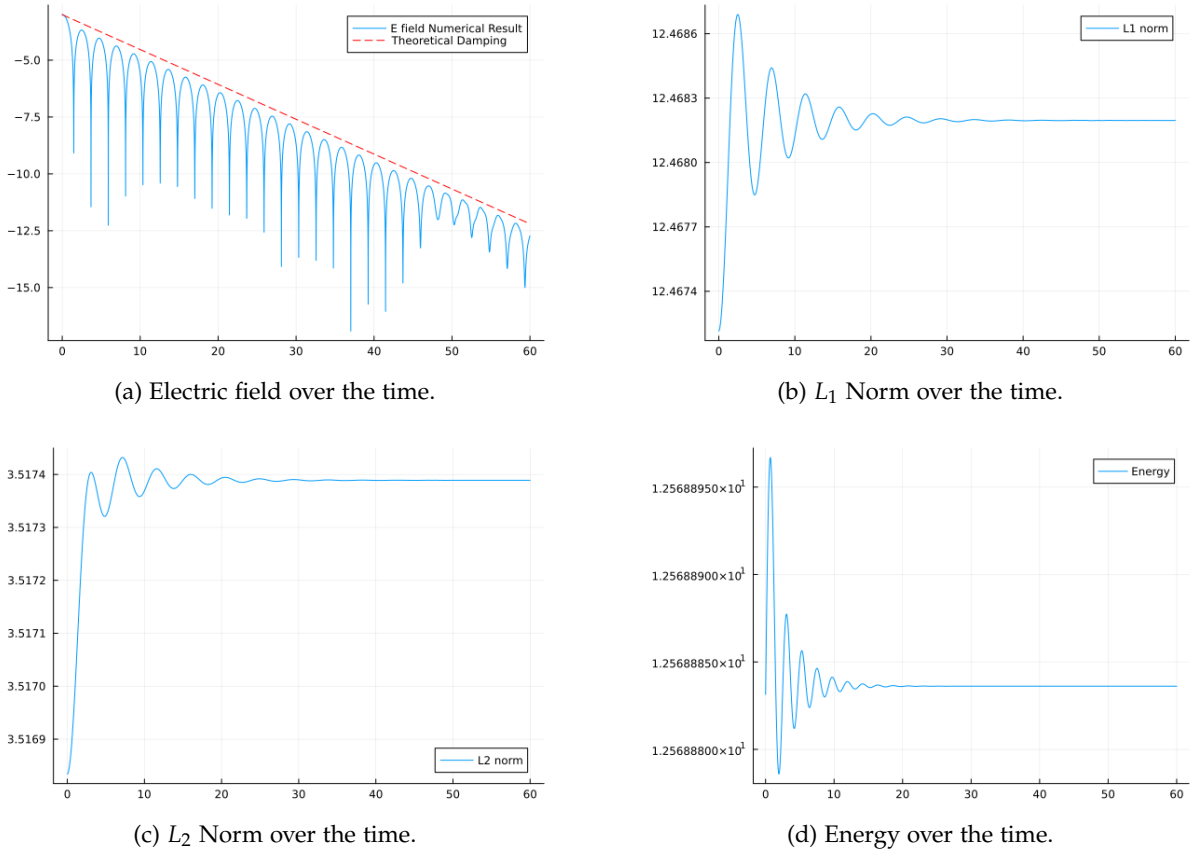 E field Numerical Result
Theoretical Damping
−5.0
−7.5
−10.0
−12.5
−15.0
0 10 20 30 40 50 60
(a) Electric field over the time.
L1 norm
12.4686
12.4683
12.4680
12.4677
12.4674
0 10 20 30 40 50 60
(b) L₁ Norm over the time.
3.5174
3.5173
3.5172
3.5171
3.5170
3.5169
L2 norm
0 10 20 30 40 50 60
(c) L₂ Norm over the time.
Energy
1.25688950×10¹
1.25688900×10¹
1.25688850×10¹
1.25688800×10¹
0 10 20 30 40 50 60
(d) Energy over the time.